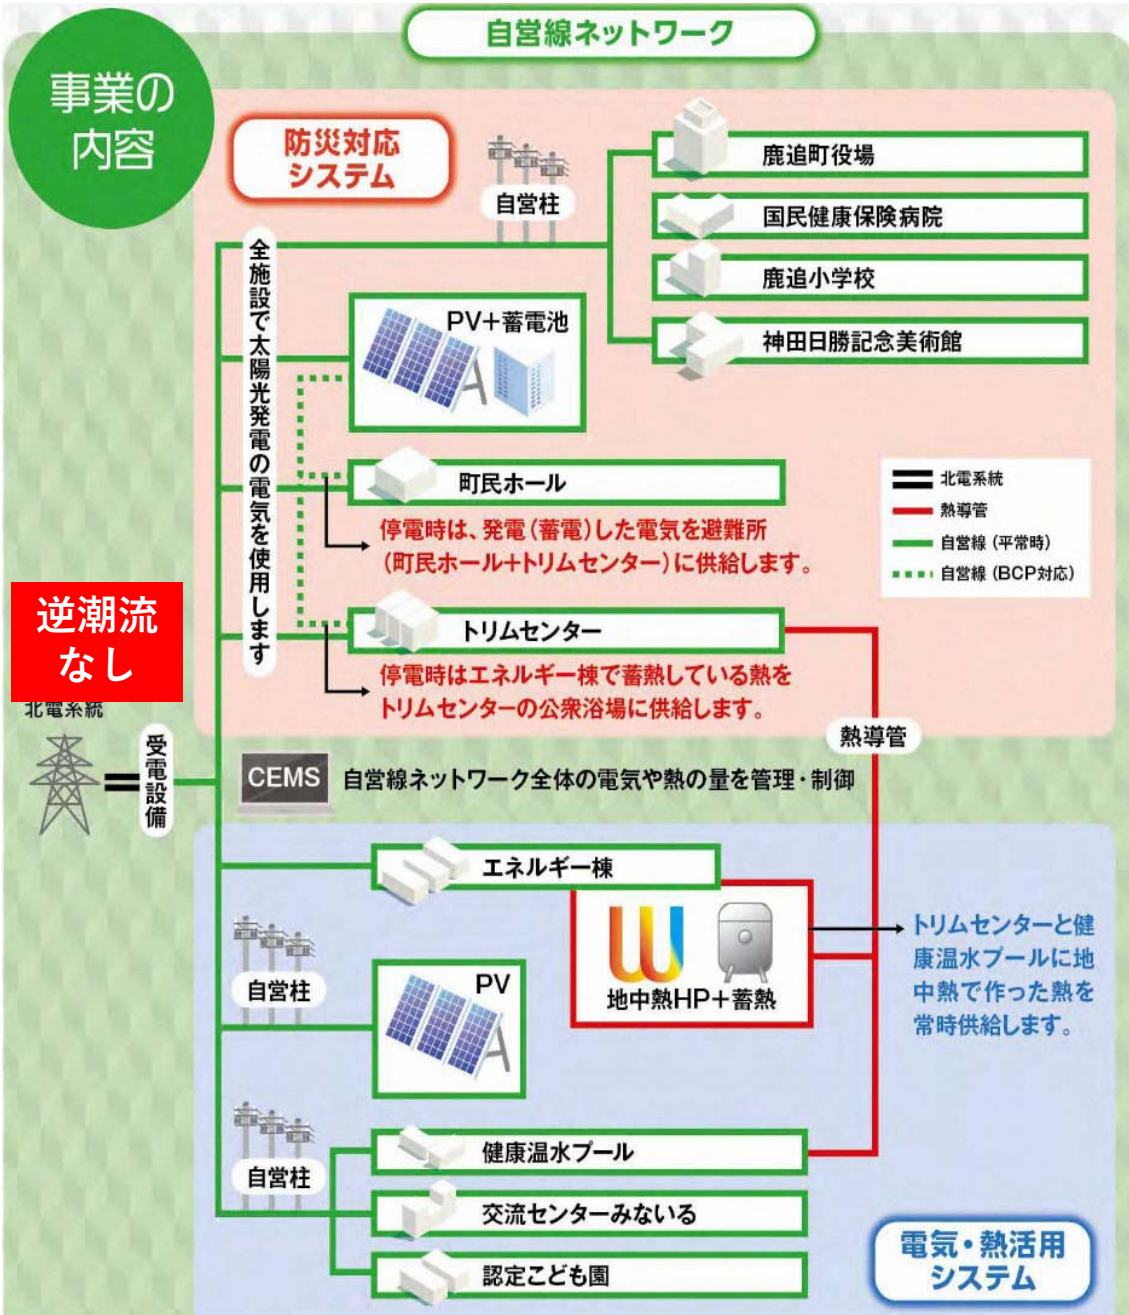 自営線ネットワーク
事業の
内容
防災対応
システム
自営柱
鹿追町役場
国民健康保険病院
鹿追小学校
神田日勝記念美術館
全施設で太陽光発電の電気を使用します
PV+蓄電池
町民ホール
停電時は、発電(蓄電)した電気を避難所
(町民ホール+トリムセンター)に供給します。
北電系統
熱導管
自営線(平常時)
自営線(BCP対応)
トリムセンター
停電時はエネルギー棟で蓄熱している熱を
トリムセンターの公衆浴場に供給します。
逆潮流
なし
北電系統
受電設備
熱導管
CEMS
自営線ネットワーク全体の電気や熱の量を管理・制御
エネルギー棟
地中熱HP+蓄熱
トリムセンターと健
康温水プールに地
中熱で作った熱を
常時供給します。
自営柱
PV
自営柱
健康温水プール
交流センターみないる
認定こども園
電気・熱活用
システム